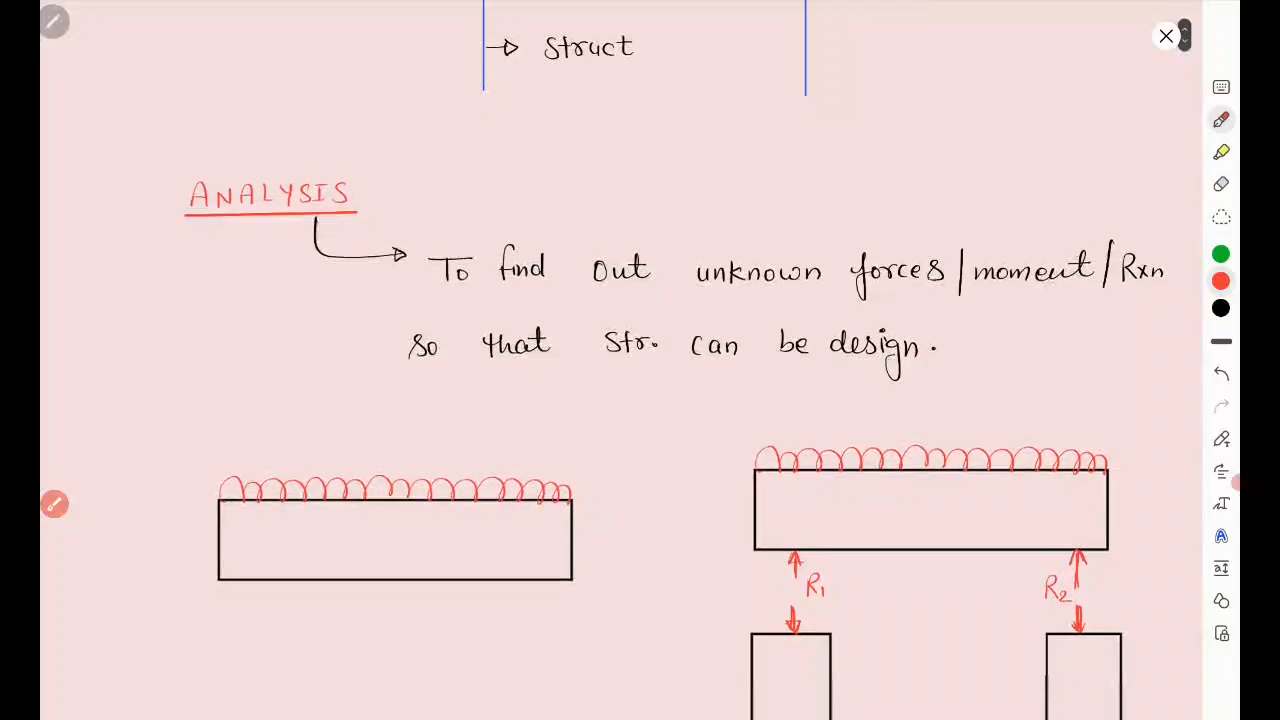 struct
ANALYSIS
To find out unknown forces/moment/Rxn
so that str. can be design.
R1
R2